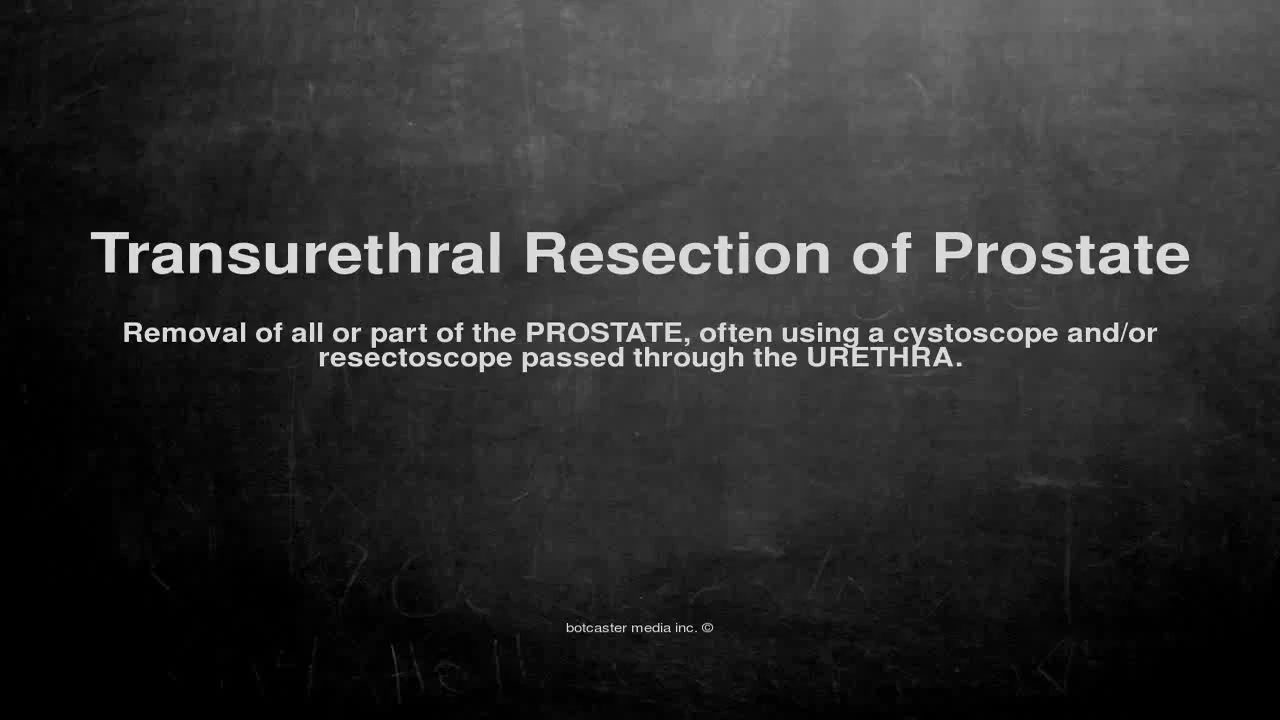 Transurethral Resection of Prostate
Removal of all or part of the PROSTATE, often using a cystoscope and/or
resectoscope passed through the URETHRA.
botcaster media inc. ©